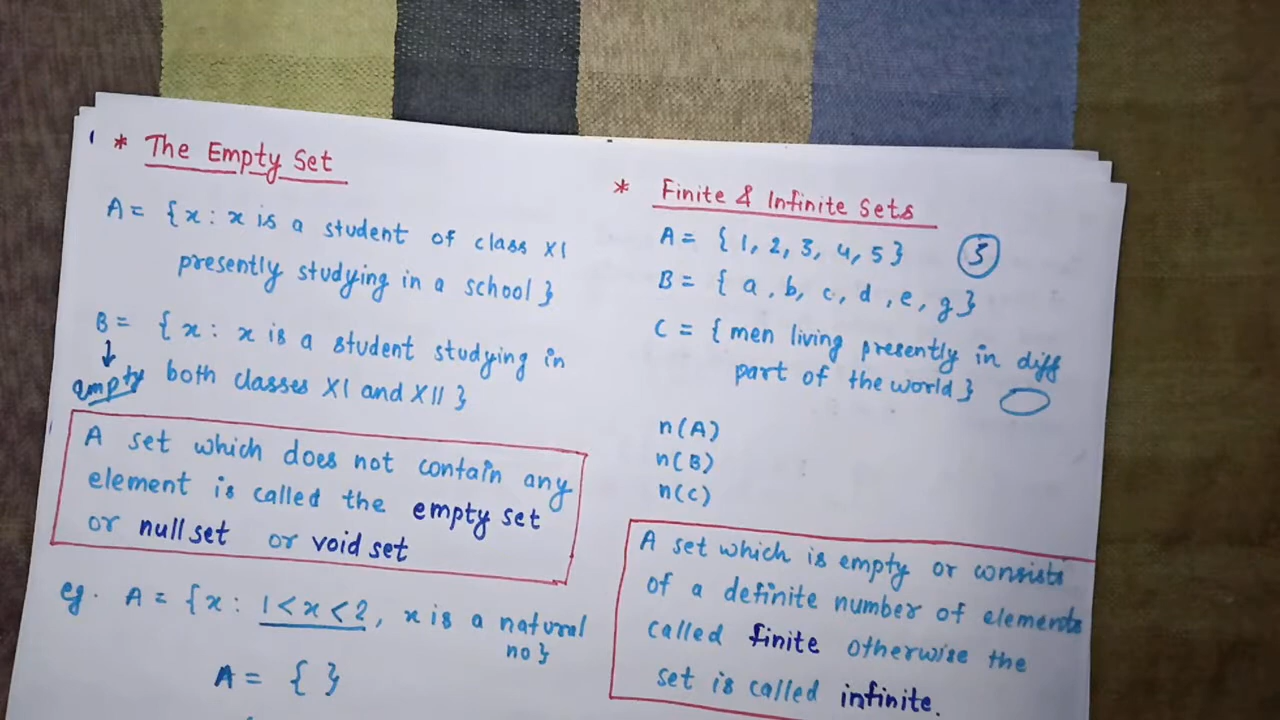 * The Empty Set
A = {x : x is a student of class XI
presently studying in a school}
B = {x : x is a student studying in
both classes XI and XII}
↓
empty
A set which does not contain any
element is called the empty set
or null set or void set
eg. A = {x : 1 < x < 2, x is a natural
no}
A = { }
* Finite & Infinite Sets
A = {1, 2, 3, 4, 5} 5
B = {a, b, c, d, e, g}
C = {men living presently in diff
part of the world}
n(A)
n(B)
n(C)
A set which is empty or consists
of a definite number of elements
called finite otherwise the
set is called infinite.